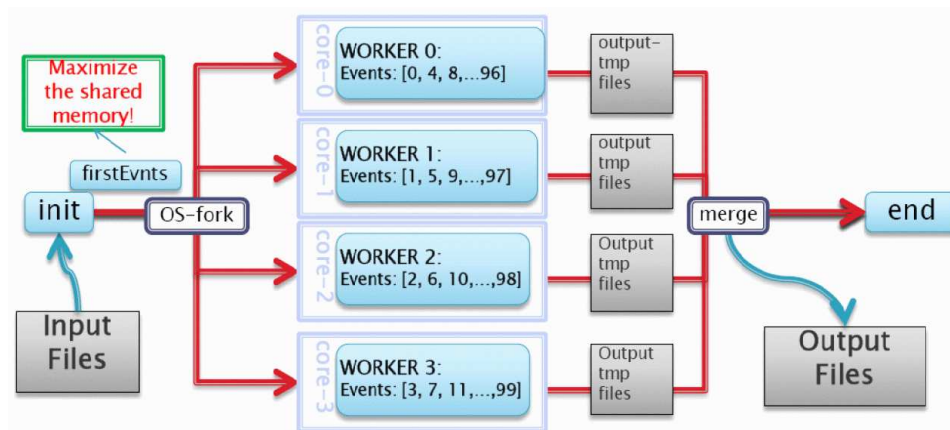 Maximize
the shared
memory!
firstEvnts
init
OS-fork
Input
Files
core-0
WORKER 0:
Events: [0, 4, 8,...96]
core-1
WORKER 1:
Events: [1, 5, 9,...,97]
core-2
WORKER 2:
Events: [2, 6, 10,...,98]
core-3
WORKER 3:
Events: [3, 7, 11,...,99]
output-
tmp
files
output
tmp
files
Output
tmp
files
Output
tmp
files
merge
end
Output
Files